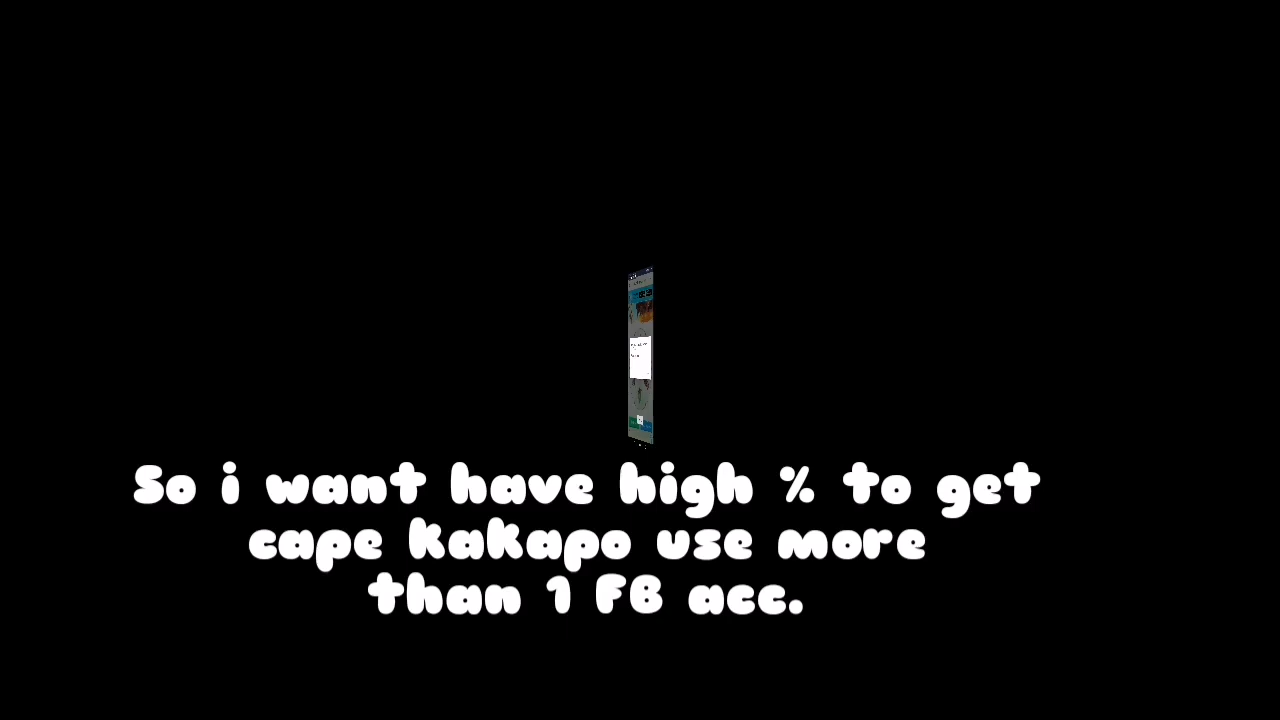 So i want have high % to get
cape kakapo use more
than 1 FB acc.